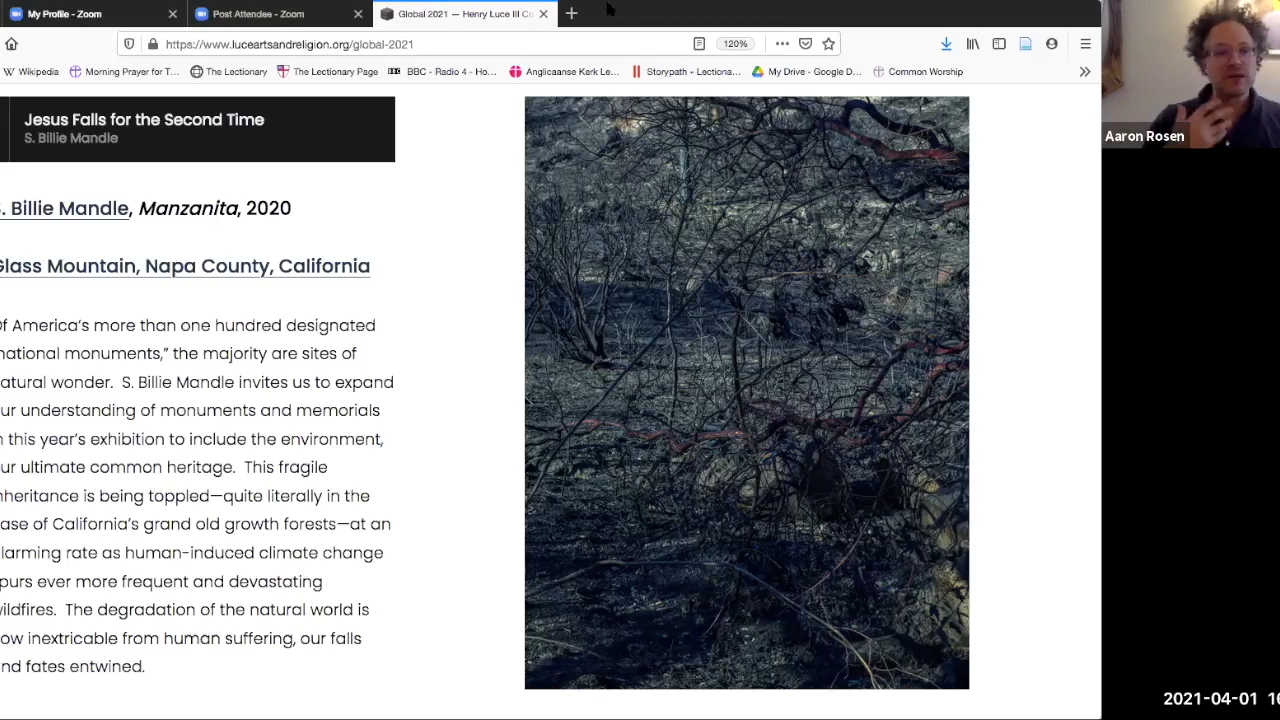 My Profile - Zoom
Post Attendee - Zoom
Global 2021 — Henry Luce III Ce
https://www.luceartsandreligion.org/global-2021
120%
Wikipedia
Morning Prayer for T...
The Lectionary
The Lectionary Page
BBC - Radio 4 - Ho...
Anglicaanse Kerk Le...
Storypath - Lectiona...
My Drive - Google D...
Common Worship
Aaron Rosen
Jesus Falls for the Second Time
S. Billie Mandle
S. Billie Mandle, Manzanita, 2020
Glass Mountain, Napa County, California
Of America's more than one hundred designated
national monuments,” the majority are sites of
natural wonder. S. Billie Mandle invites us to expand
ur understanding of monuments and memorials
n this year's exhibition to include the environment,
ur ultimate common heritage. This fragile
nheritance is being toppled—quite literally in the
ase of California's grand old growth forests—at an
larming rate as human-induced climate change
purs ever more frequent and devastating
wildfires. The degradation of the natural world is
ow inextricable from human suffering, our falls
nd fates entwined.
2021-04-01